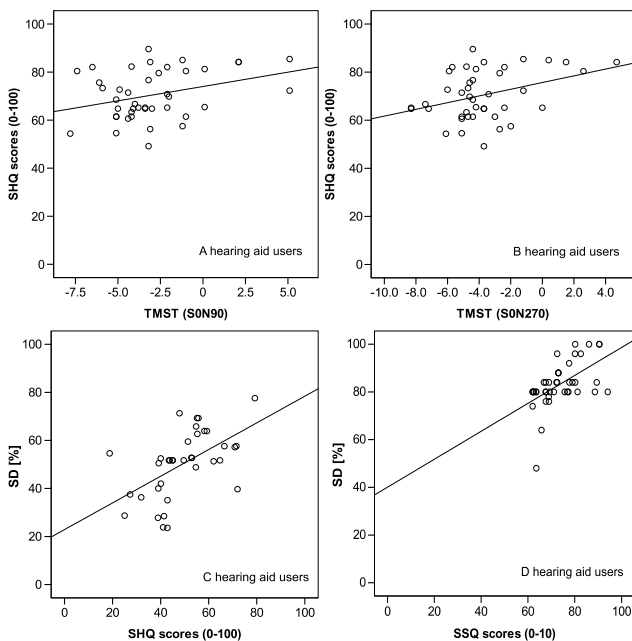 100
80
60
40
20
0
SHQ scores (0-100)
A hearing aid users
-7.5 -5.0 -2.5 0 2.5 5.0
TMST (S0N90)
100
80
60
40
20
0
SHQ scores (0-100)
B hearing aid users
-10.0 -8.0 -6.0 -4.0 -2.0 0 2.0 4.0
TMST (S0N270)
100
80
60
40
20
0
SD [%]
C hearing aid users
0 20 40 60 80 100
SHQ scores (0-100)
100
80
60
40
20
0
SD [%]
D hearing aid users
0 20 40 60 80 100
SSQ scores (0-10)